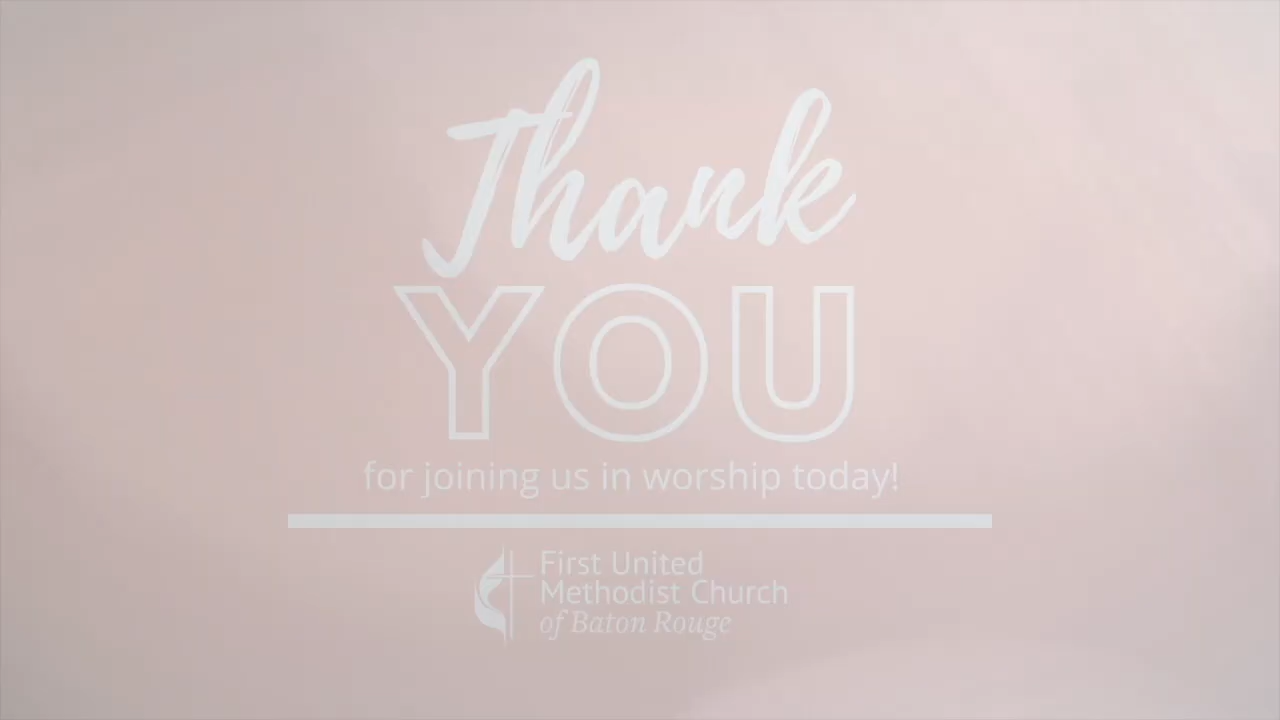 Thank
YOU
for joining us in worship today!
First United
Methodist Church
of Baton Rouge